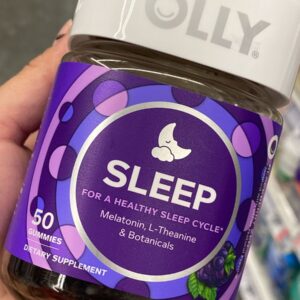 OLLY
SLEEP
FOR A HEALTHY SLEEP CYCLE*
Melatonin, L-Theanine
& Botanicals
50
GUMMIES
DIETARY SUPPLEMENT